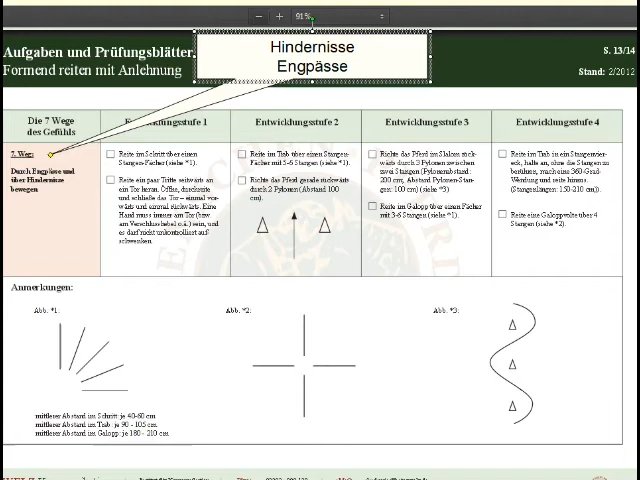 91%
Hindernisse
Engpässe
Aufgaben und Prüfungsblätter
Formend reiten mit Anlehnung
S. 13/14
Stand: 2/2012
Die 7 Wege
des Gefühls
Entwicklungsstufe 2
Entwicklungsstufe 3
Entwicklungsstufe 4
7. Weg:
Durch Engpässe und
über Hindernisse
bewegen
Reite im Schritt über einen
Stangen-Fächer (siehe *1).
Reite ein paar Tritte seitwärts an
ein Tor heran. Öffne, durchreite
und schließe das Tor – einmal vor-
wärts und einmal rückwärts. Eine
Hand muss immer am Tor (bzw.
am Verschlusshebel o.ä.) sein, und
es darf nicht unkontrolliert auf-
schwenken.
Reite im Trab über einen Stangen-
Fächer mit 5-6 Stangen (siehe *1).
Richte das Pferd gerade rückwärts
durch 2 Pylonen (Abstand 100
cm).
Richte das Pferd im Slalom rück-
wärts durch 3 Pylonen zwischen
zwei Stangen (Pylonenabstand:
200 cm, Abstand Pylonen-Stan-
gen: 100 cm) (siehe *3)
Reite im Galopp über einen Fächer
mit 3-6 Stangen (siehe *1).
Reite im Trab in ein Stangenvier-
eck, halte an, ohne die Stangen zu
berühren, mache eine 360-Grad-
Wendung und reite hinaus.
(Stangenlängen: 150-210 cm).
Reite eine Galoppvolte über 4
Stangen (siehe *2).
Anmerkungen:
Abb. *1:
Abb. *2:
Abb. *3:
mittlerer Abstand im Schritt: je 40-60 cm
mittlerer Abstand im Trab: je 90 - 105 cm
mittlerer Abstand im Galopp: je 180 - 210 cm